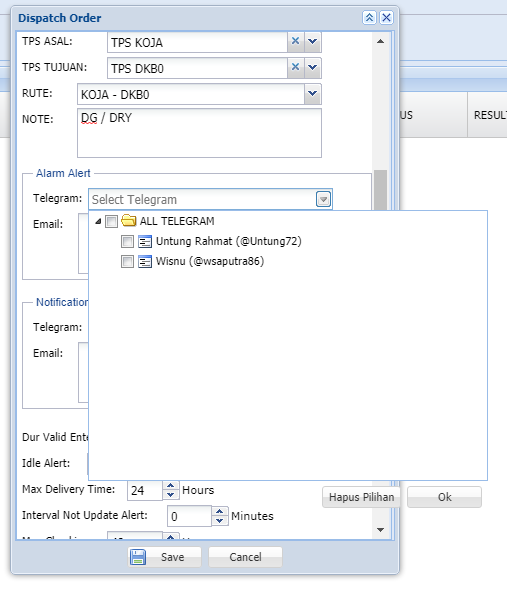 Dispatch Order
TPS ASAL: TPS KOJA
TPS TUJUAN: TPS DKB0
RUTE: KOJA - DKB0
NOTE: DG / DRY
US
RESULT
Alarm Alert
Telegram: Select Telegram
Email:
ALL TELEGRAM
Untung Rahmat (@Untung72)
Wisnu (@wsaputra86)
Notification
Telegram:
Email:
Dur Valid Ente
Idle Alert:
Max Delivery Time: 24 Hours
Hapus Pilihan Ok
Interval Not Update Alert: 0 Minutes
Save Cancel